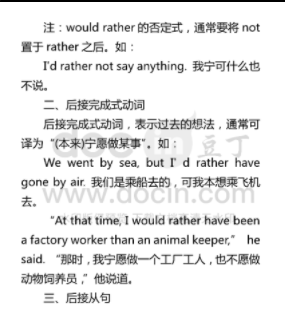 注：would rather 的否定式，通常要将 not
置于 rather 之后。如：
I'd rather not say anything. 我宁可什么也
不说。
二、后接完成式动词
后接完成式动词，表示过去的想法，通常可
译为“(本来)宁愿做某事”。如：
We went by sea, but I' d rather have
gone by air. 我们是乘船去的，可我本想乘飞机
去。
“At that time, I would rather have been
a factory worker than an animal keeper,” he
said. “那时，我宁愿做一个工厂工人，也不愿做
动物饲养员，”他说道。
三、后接从句
docin 豆丁
www.docin.com